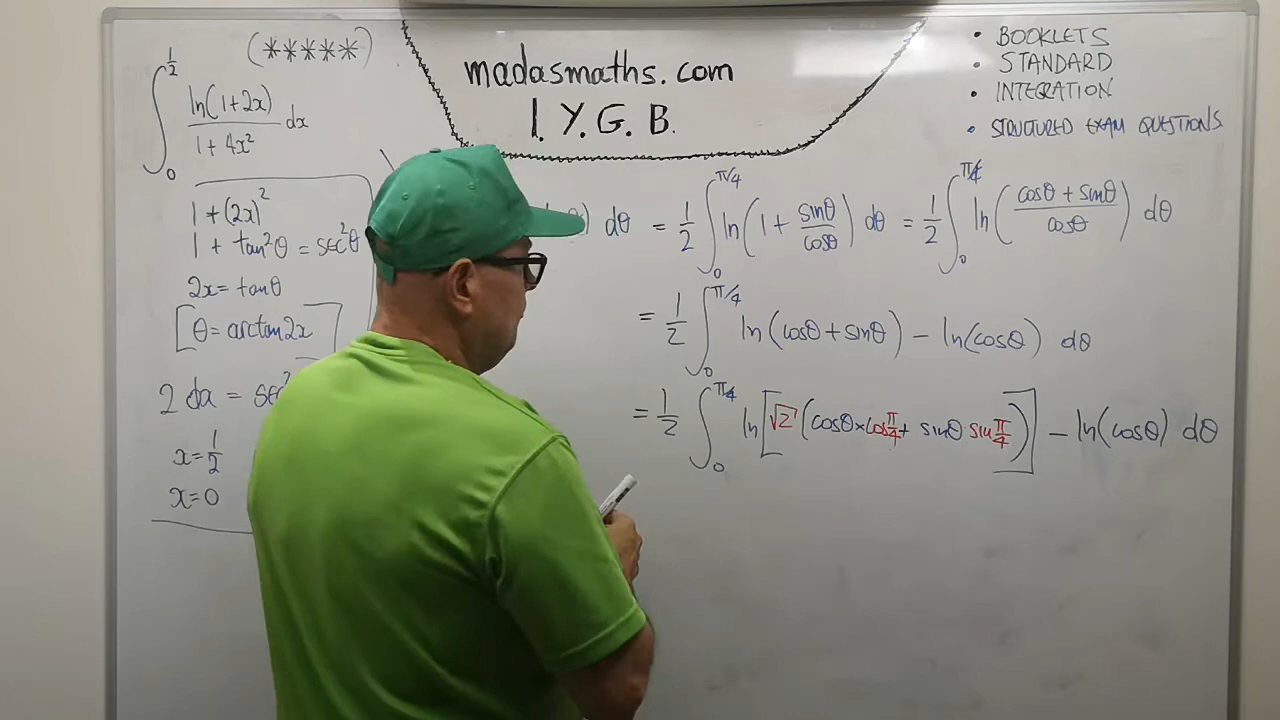 (*****)
∫₀^{1/2} ln(1+2x)/(1+4x²) dx
1+(2x)²
1 + tan²θ = sec²θ
2x = tanθ
[θ = arctan2x
2 dx = sec²
x = 1/2
x = 0
madasmaths.com
I. Y. G. B.
• BOOKLETS
• STANDARD
• INTEGRATION
• STRUCTURED EXAM QUESTIONS
) dθ = 1/2 ∫₀^{π/4} ln(1 + sinθ/cosθ) dθ = 1/2 ∫₀^{π/4} ln((cosθ + sinθ)/cosθ) dθ
= 1/2 ∫₀^{π/4} ln(cosθ + sinθ) – ln(cosθ) dθ
= 1/2 ∫₀^{π/4} ln[√2 (cosθ × cos π/4 + sinθ sin π/4)] – ln(cosθ) dθ